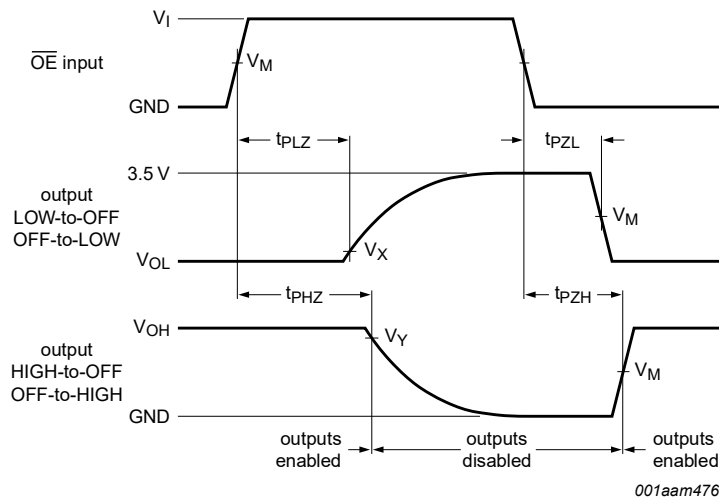 V_I
OE input
V_M
GND
t_PLZ
t_PZL
3.5 V
output
LOW-to-OFF
OFF-to-LOW
V_M
V_X
V_OL
t_PHZ
t_PZH
V_OH
output
HIGH-to-OFF
OFF-to-HIGH
V_Y
V_M
GND
outputs
enabled
outputs
disabled
outputs
enabled
001aam476